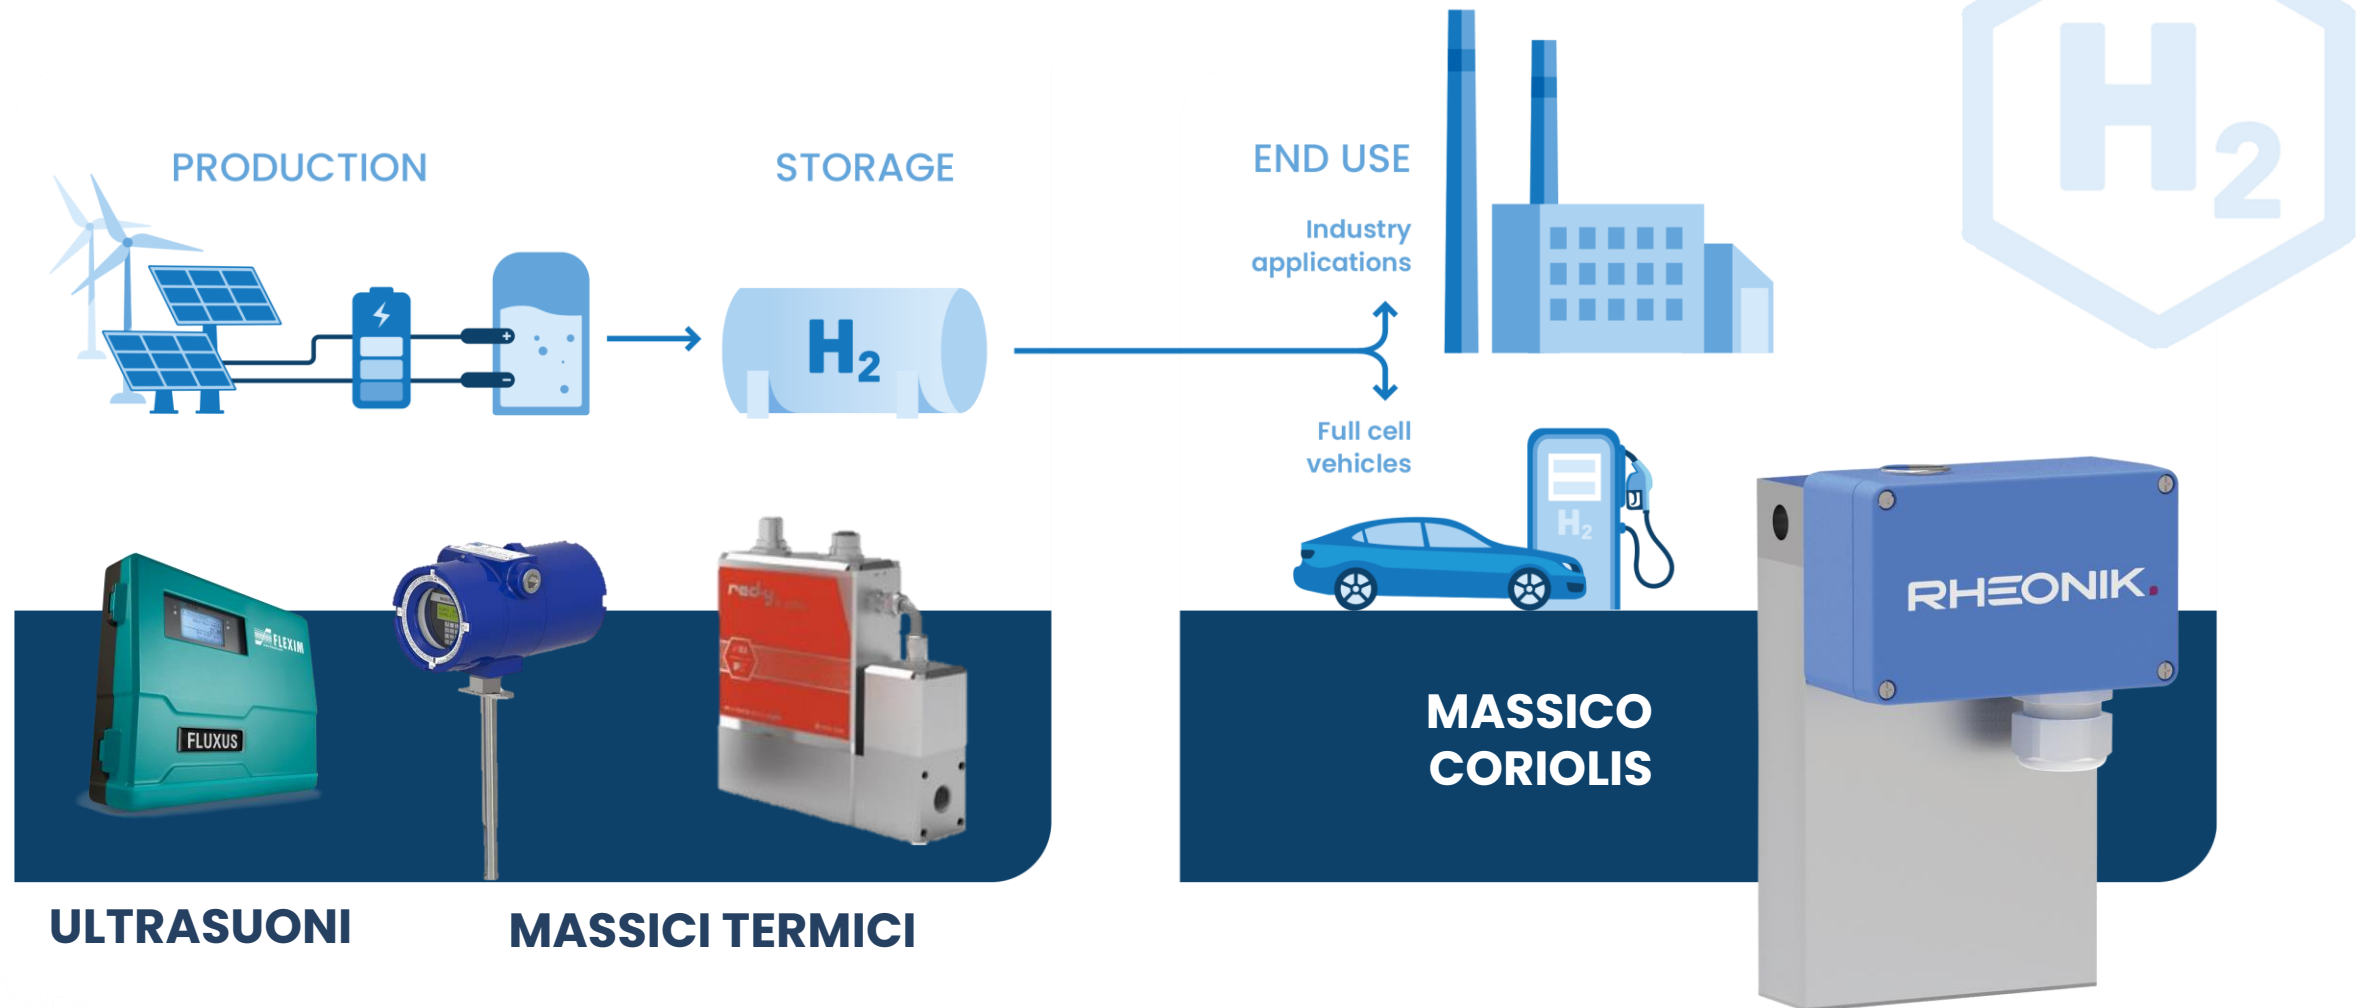 PRODUCTION
STORAGE
END USE
Industry
applications
H2
H2
Full cell
vehicles
H2
FLEXIM
FLUXUS
red-y
RHEONIK.
MASSICO
CORIOLIS
ULTRASUONI
MASSICI TERMICI